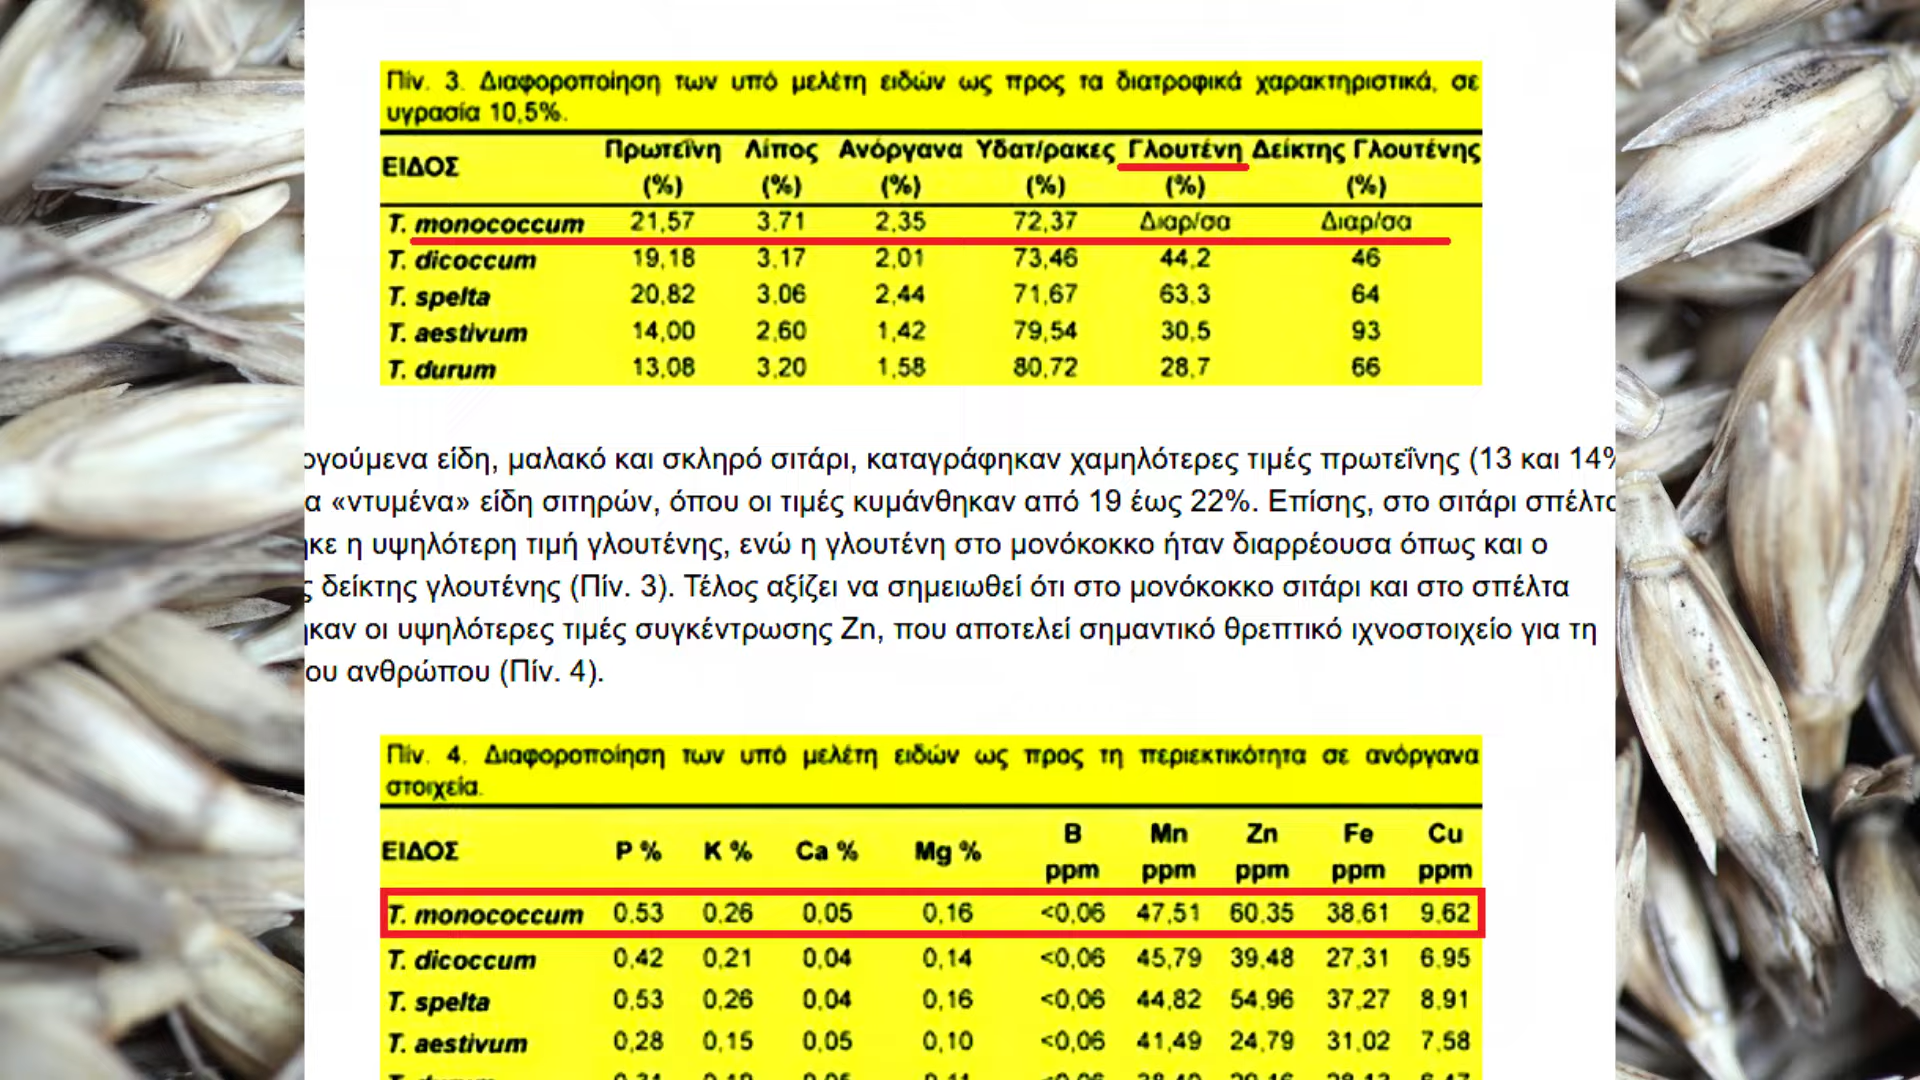 Πίν. 3. Διαφοροποίηση των υπό μελέτη ειδών ως προς τα διατροφικά χαρακτηριστικά, σε
υγρασία 10,5%.
ΕΙΔΟΣ Πρωτεΐνη (%) Λίπος (%) Ανόργανα (%) Υδατ/ρακες (%) Γλουτένη (%) Δείκτης Γλουτένης (%)
T. monococcum 21,57 3,71 2,35 72,37 Διαρ/σα Διαρ/σα
T. dicoccum 19,18 3,17 2,01 73,46 44,2 46
T. spelta 20,82 3,06 2,44 71,67 63,3 64
T. aestivum 14,00 2,60 1,42 79,54 30,5 93
T. durum 13,08 3,20 1,58 80,72 28,7 66
ργούμενα είδη, μαλακό και σκληρό σιτάρι, καταγράφηκαν χαμηλότερες τιμές πρωτεΐνης (13 και 14%
α «ντυμένα» είδη σιτηρών, όπου οι τιμές κυμάνθηκαν από 19 έως 22%. Επίσης, στο σιτάρι σπέλτα
ηκε η υψηλότερη τιμή γλουτένης, ενώ η γλουτένη στο μονόκοκκο ήταν διαρρέουσα όπως και ο
ς δείκτης γλουτένης (Πίν. 3). Τέλος αξίζει να σημειωθεί ότι στο μονόκοκκο σιτάρι και στο σπέλτα
ηκαν οι υψηλότερες τιμές συγκέντρωσης Zn, που αποτελεί σημαντικό θρεπτικό ιχνοστοιχείο για τη
ου ανθρώπου (Πίν. 4).
Πίν. 4. Διαφοροποίηση των υπό μελέτη ειδών ως προς τη περιεκτικότητα σε ανόργανα
στοιχεία.
ΕΙΔΟΣ P % K % Ca % Mg % B ppm Mn ppm Zn ppm Fe ppm Cu ppm
T. monococcum 0,53 0,26 0,05 0,16 <0,06 47,51 60,35 38,61 9,62
T. dicoccum 0,42 0,21 0,04 0,14 <0,06 45,79 39,48 27,31 6,95
T. spelta 0,53 0,26 0,04 0,16 <0,06 44,82 54,96 37,27 8,91
T. aestivum 0,28 0,15 0,05 0,10 <0,06 41,49 24,79 31,02 7,58